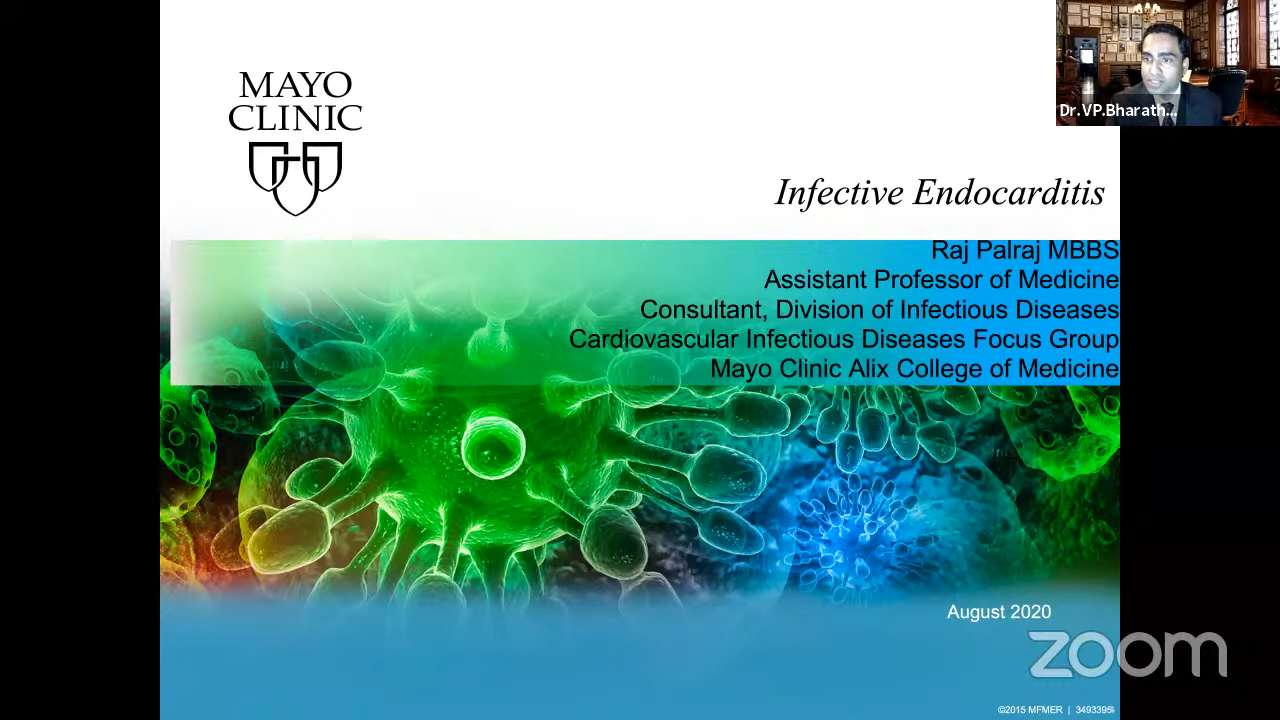 MAYO
CLINIC
Dr.VP.Bharath...
Infective Endocarditis
Raj Palraj MBBS
Assistant Professor of Medicine
Consultant, Division of Infectious Diseases
Cardiovascular Infectious Diseases Focus Group
Mayo Clinic Alix College of Medicine
August 2020
zoom
©2015 MFMER | 3493395-